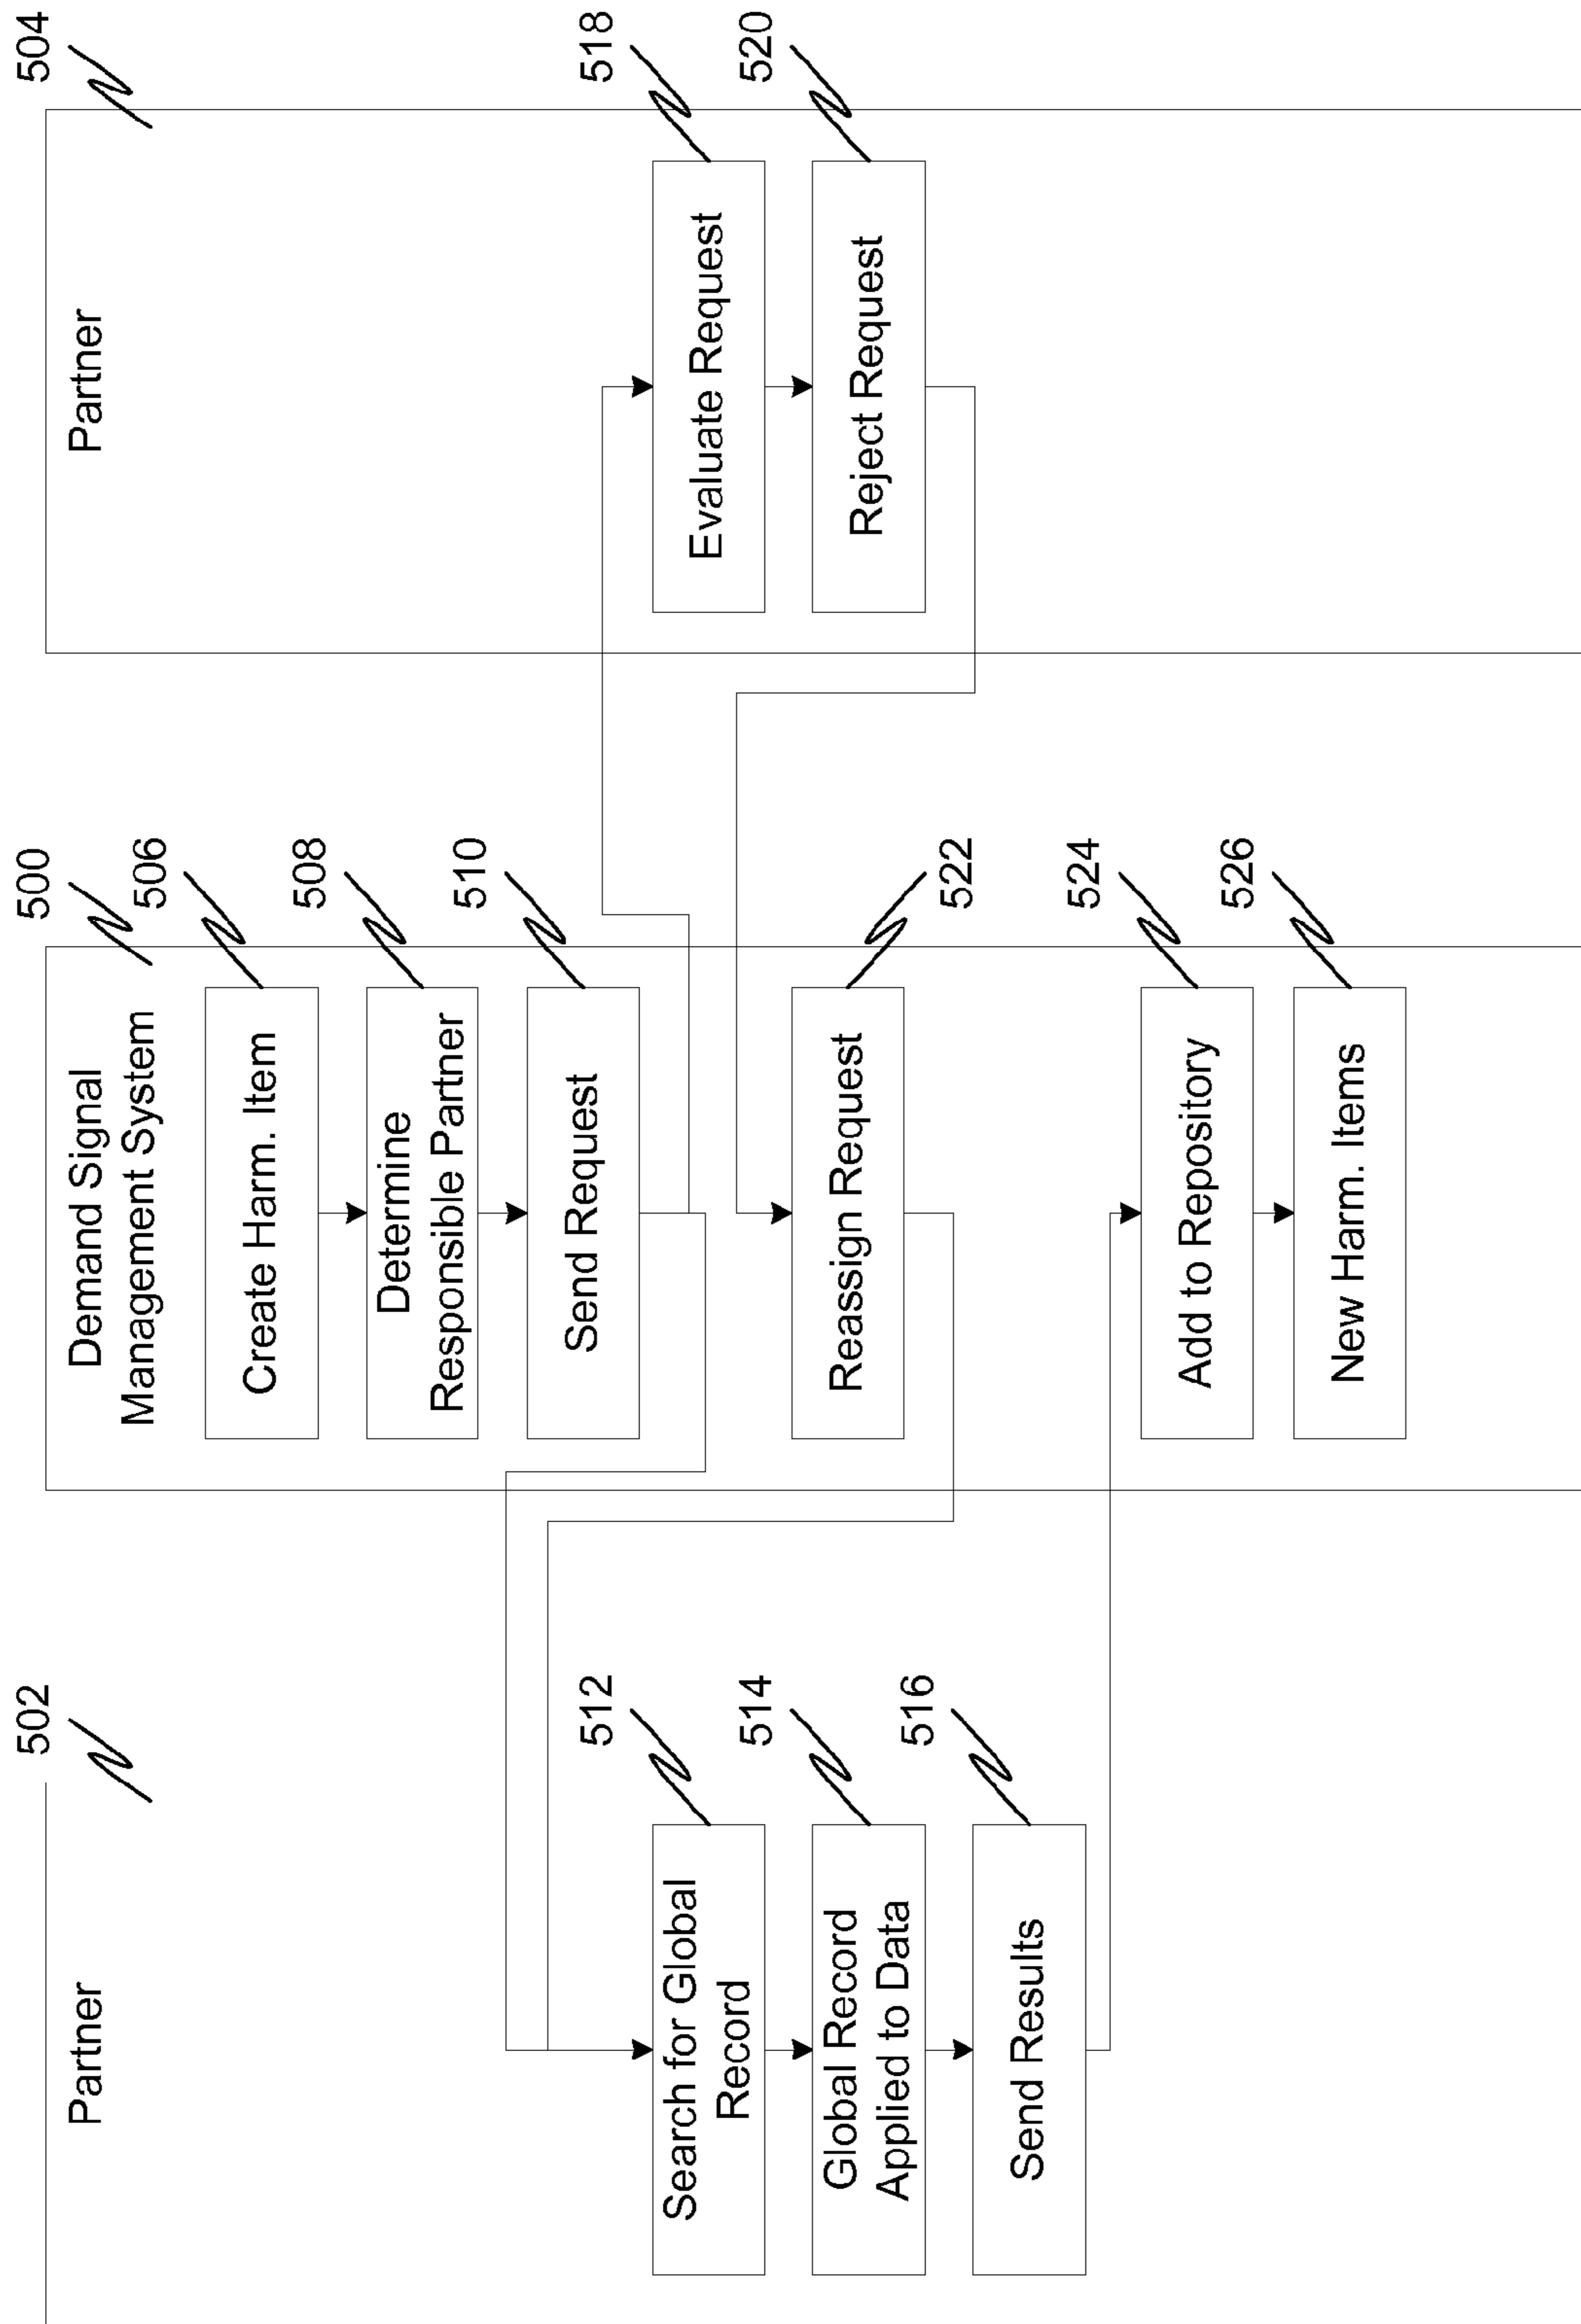 502
Partner
512
Search for Global
Record
514
Global Record
Applied to Data
516
Send Results
500
Demand Signal
Management System
506
Create Harm. Item
508
Determine
Responsible Partner
510
Send Request
522
Reassign Request
524
Add to Repository
526
New Harm. Items
504
Partner
518
Evaluate Request
520
Reject Request